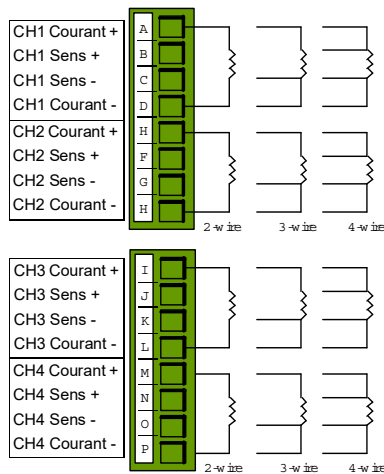 CH1 Courant + A
CH1 Sens + B
CH1 Sens - C
CH1 Courant - D
CH2 Courant + H
CH2 Sens + F
CH2 Sens - G
CH2 Courant - H
2-wire 3-wire 4-wire
CH3 Courant + I
CH3 Sens + J
CH3 Sens - K
CH3 Courant - L
CH4 Courant + M
CH4 Sens + N
CH4 Sens - O
CH4 Courant - P
2-wire 3-wire 4-wire